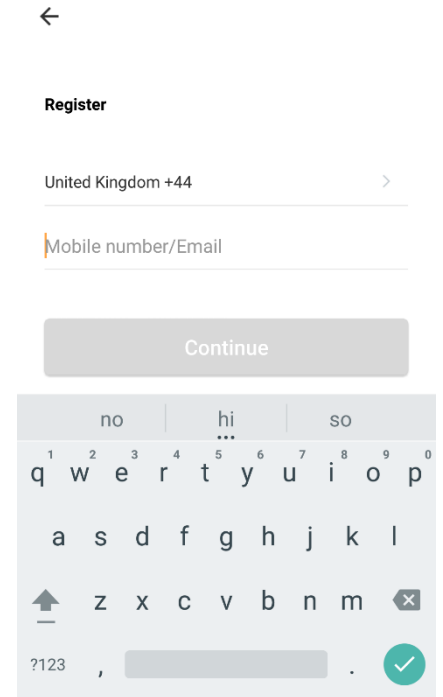 Register
United Kingdom +44
Mobile number/Email
Continue
no hi so
1 2 3 4 5 6 7 8 9 0
q w e r t y u i o p
a s d f g h j k l
z x c v b n m
?123 , .